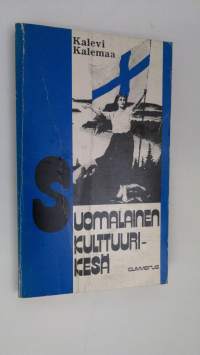 Kalevi
Kalemaa
SUOMALAINEN
KULTTUURI-
KESÄ
GUMMERUS